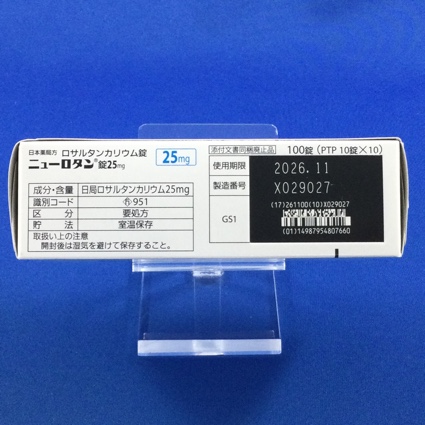 日本薬局方 ロサルタンカリウム錠
ニューロタン®錠25mg
25mg
成分・含量 日局ロサルタンカリウム25mg
識別コード 951
区分 要処方
貯法 室温保存
取扱い上の注意
開封後は湿気を避けて保存すること。
添付文書同梱廃止品 100錠（PTP 10錠×10）
使用期限 2026.11
製造番号 X029027
(17)261100(10)X029027
GS1
(01)14987954807660